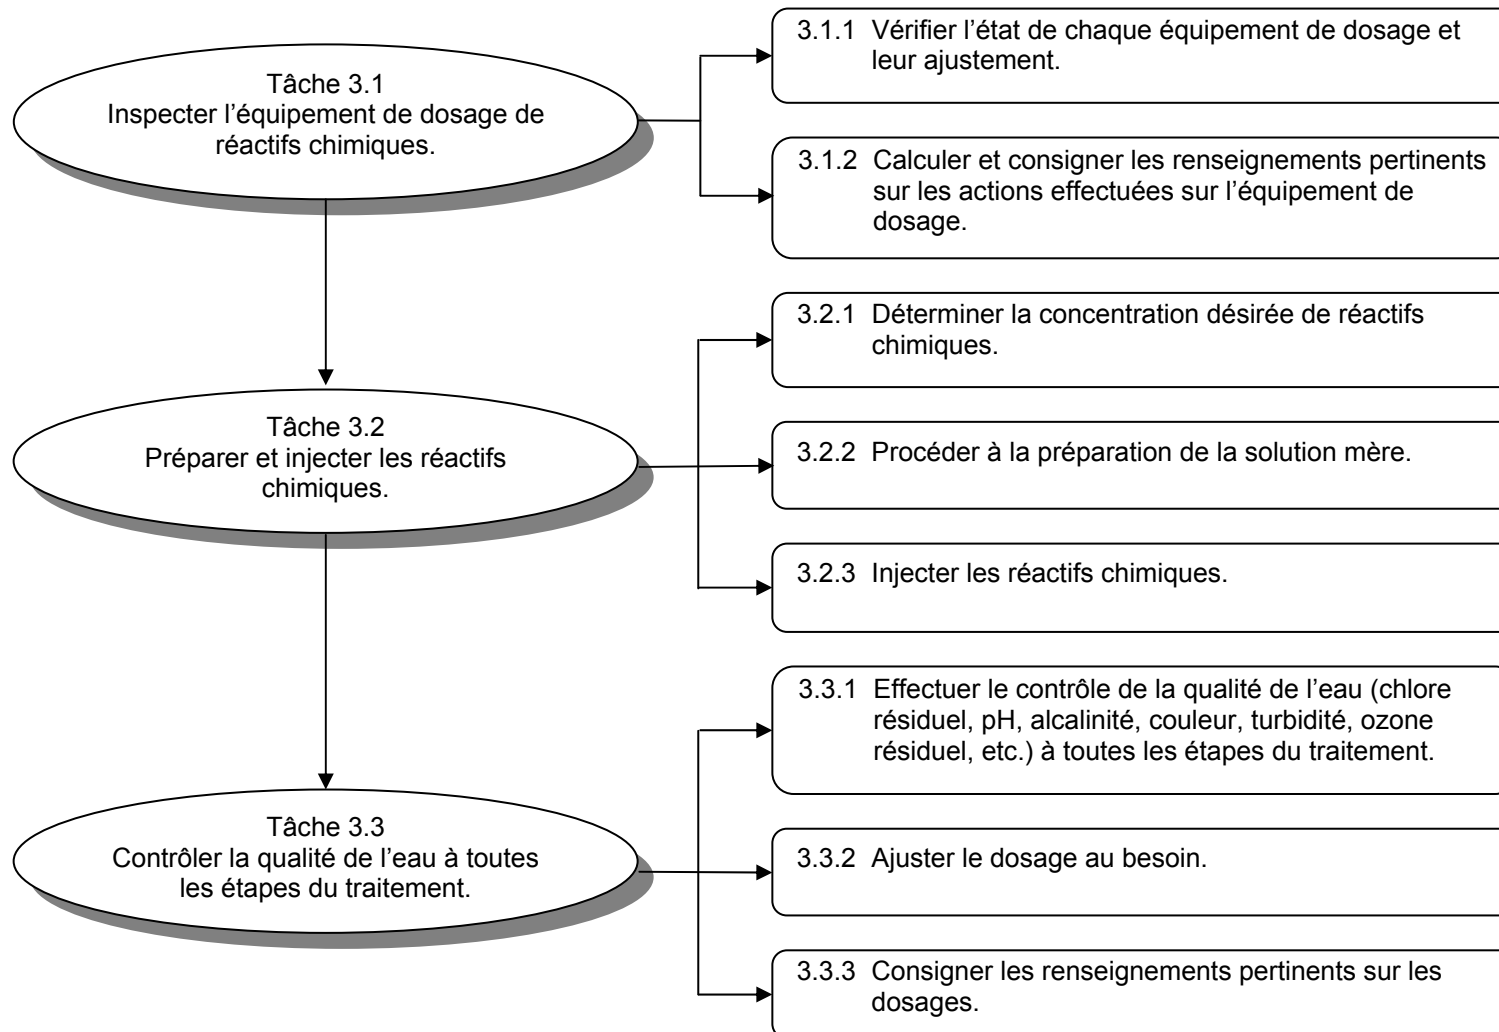 Tâche 3.1
Inspecter l’équipement de dosage de
réactifs chimiques.
3.1.1 Vérifier l’état de chaque équipement de dosage et
leur ajustement.
3.1.2 Calculer et consigner les renseignements pertinents
sur les actions effectuées sur l’équipement de
dosage.
Tâche 3.2
Préparer et injecter les réactifs
chimiques.
3.2.1 Déterminer la concentration désirée de réactifs
chimiques.
3.2.2 Procéder à la préparation de la solution mère.
3.2.3 Injecter les réactifs chimiques.
Tâche 3.3
Contrôler la qualité de l’eau à toutes
les étapes du traitement.
3.3.1 Effectuer le contrôle de la qualité de l’eau (chlore
résiduel, pH, alcalinité, couleur, turbidité, ozone
résiduel, etc.) à toutes les étapes du traitement.
3.3.2 Ajuster le dosage au besoin.
3.3.3 Consigner les renseignements pertinents sur les
dosages.